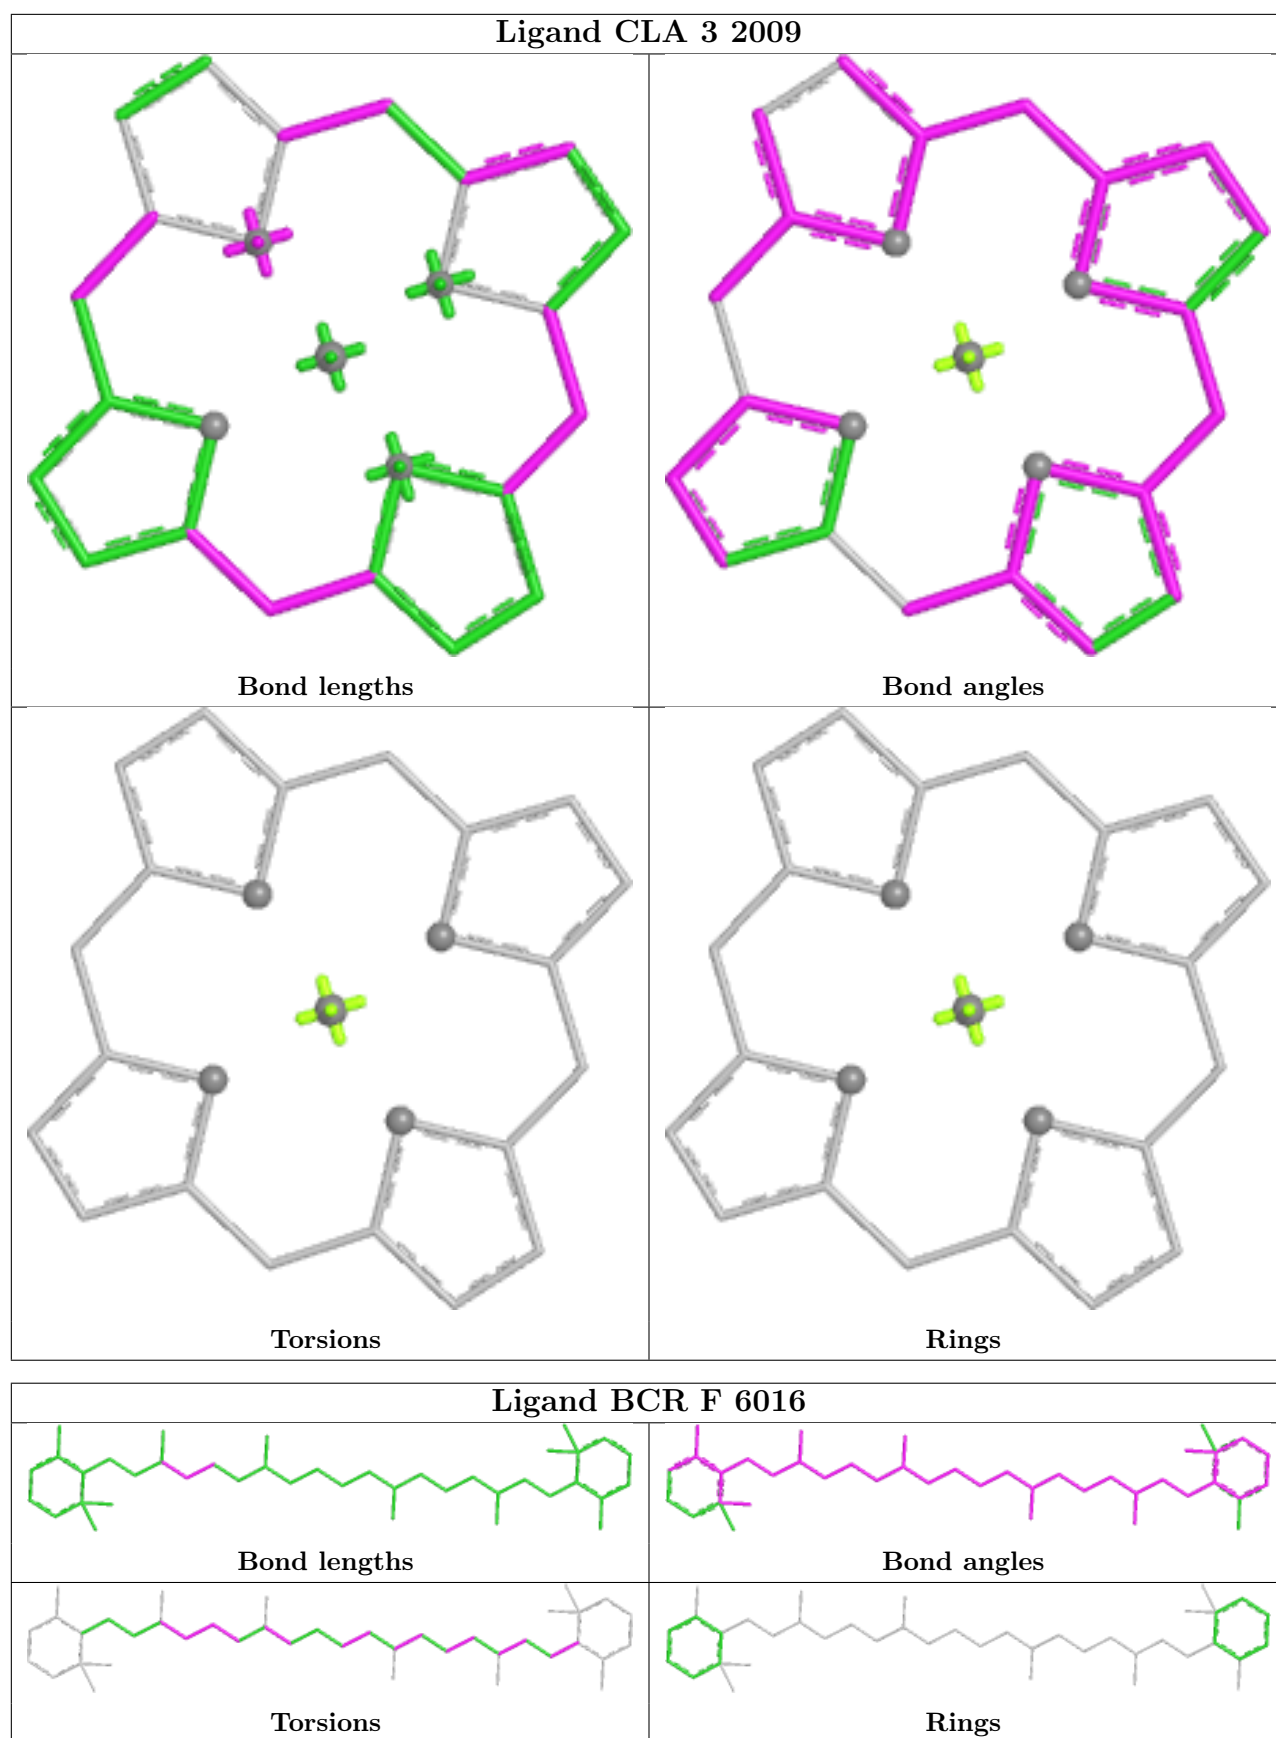 Ligand CLA 3 2009
Bond lengths
Bond angles
Torsions
Rings
Ligand BCR F 6016
Bond lengths
Bond angles
Torsions
Rings